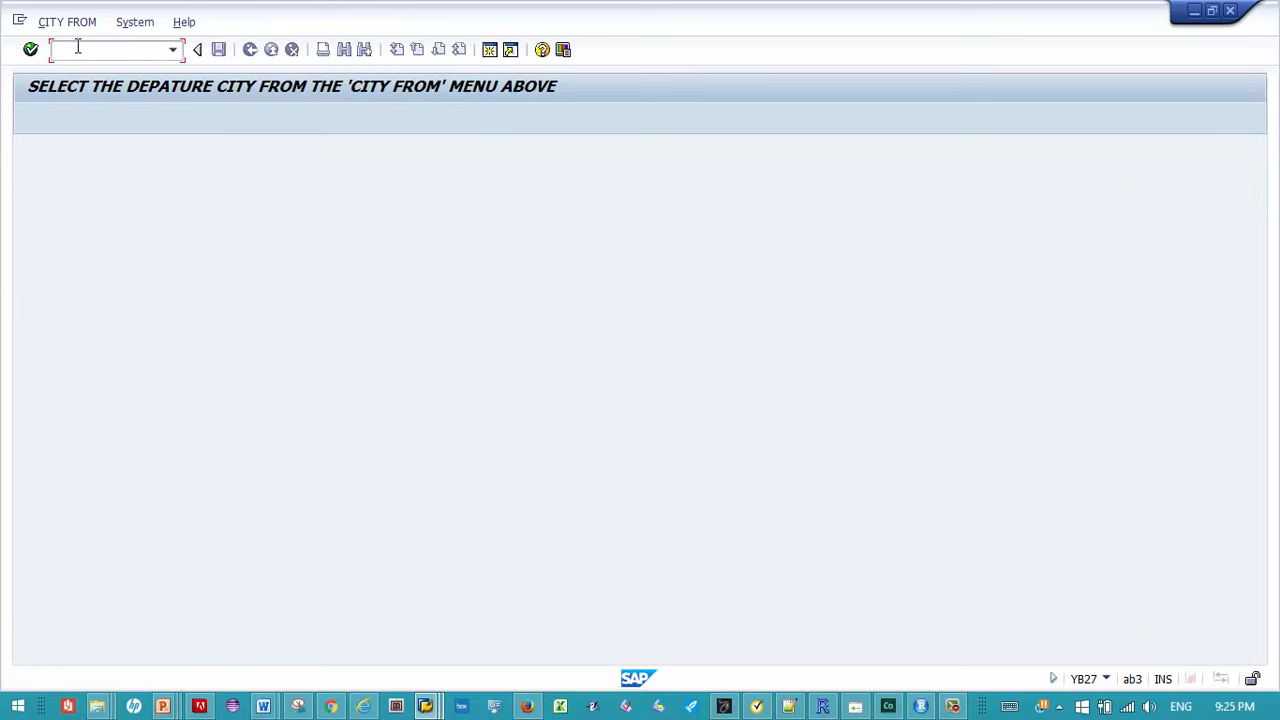 CITY FROM System Help
SELECT THE DEPATURE CITY FROM THE 'CITY FROM' MENU ABOVE
SAP
YB27 ab3 INS
ENG 9:25 PM